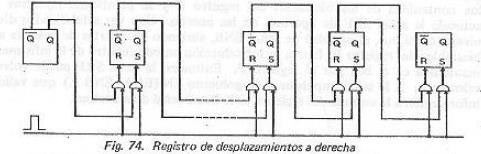 Q̅ Q
Q̅ Q
R S
Q̅ Q
R S
Q̅ Q
R S
Q̅ Q
R S
Fig. 74. Registro de desplazamientos a derecha